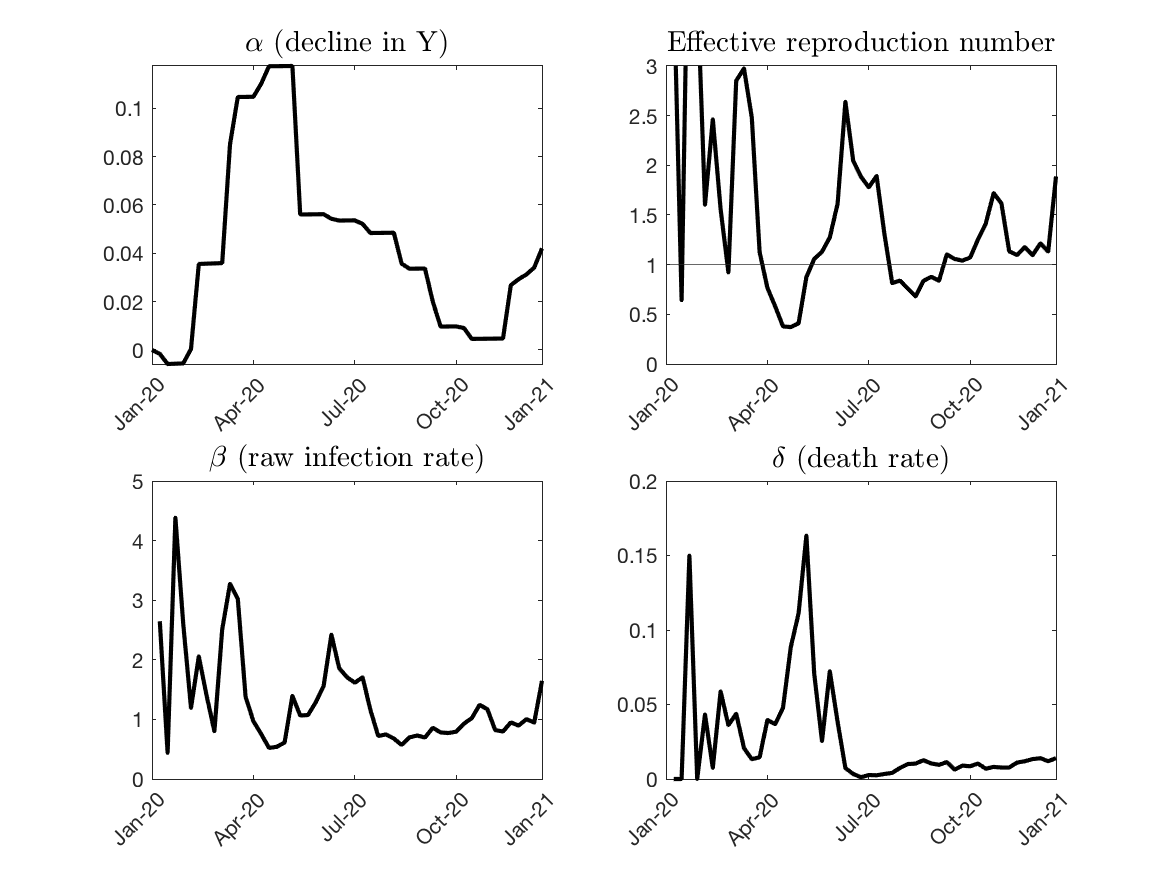 α (decline in Y)
0.1
0.08
0.06
0.04
0.02
0
Jan-20
Apr-20
Jul-20
Oct-20
Jan-21
Effective reproduction number
3
2.5
2
1.5
1
0.5
0
Jan-20
Apr-20
Jul-20
Oct-20
Jan-21
β (raw infection rate)
5
4
3
2
1
0
Jan-20
Apr-20
Jul-20
Oct-20
Jan-21
δ (death rate)
0.2
0.15
0.1
0.05
0
Jan-20
Apr-20
Jul-20
Oct-20
Jan-21